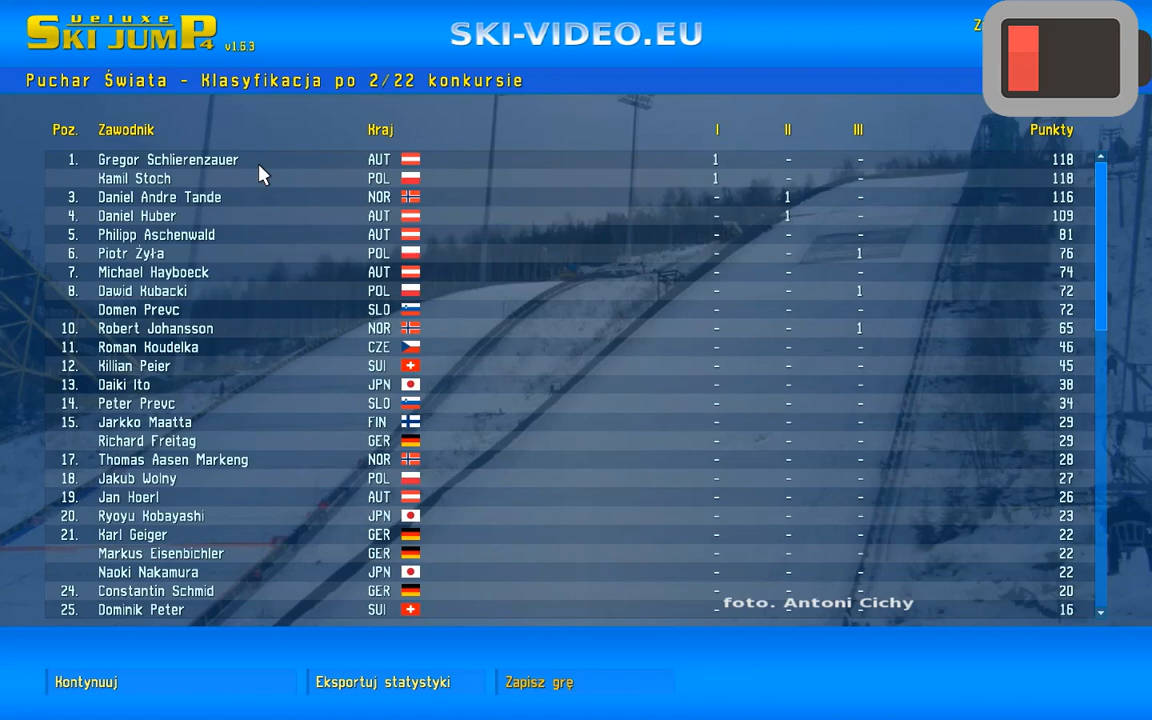 Deluxe
SKI JUMP 4 v1.6.3
SKI-VIDEO.EU
Puchar Świata - Klasyfikacja po 2/22 konkursie
Poz. Zawodnik Kraj I II III Punkty
1. Gregor Schlierenzauer AUT 1 - - 118
Kamil Stoch POL 1 - - 118
3. Daniel Andre Tande NOR - 1 - 116
4. Daniel Huber AUT - 1 - 109
5. Philipp Aschenwald AUT - - - 81
6. Piotr Żyła POL - - 1 76
7. Michael Hayboeck AUT - - - 74
8. Dawid Kubacki POL - - 1 72
Domen Prevc SLO - - - 72
10. Robert Johansson NOR - - 1 65
11. Roman Koudelka CZE - - - 46
12. Killian Peier SUI - - - 45
13. Daiki Ito JPN - - - 38
14. Peter Prevc SLO - - - 34
15. Jarkko Maatta FIN - - - 29
Richard Freitag GER - - - 29
17. Thomas Aasen Markeng NOR - - - 28
18. Jakub Wolny POL - - - 27
19. Jan Hoerl AUT - - - 26
20. Ryoyu Kobayashi JPN - - - 23
21. Karl Geiger GER - - - 22
Markus Eisenbichler GER - - - 22
Naoki Nakamura JPN - - - 22
24. Constantin Schmid GER - - - 20
25. Dominik Peter SUI - - - 16
foto. Antoni Cichy
Kontynuuj Eksportuj statystyki Zapisz grę